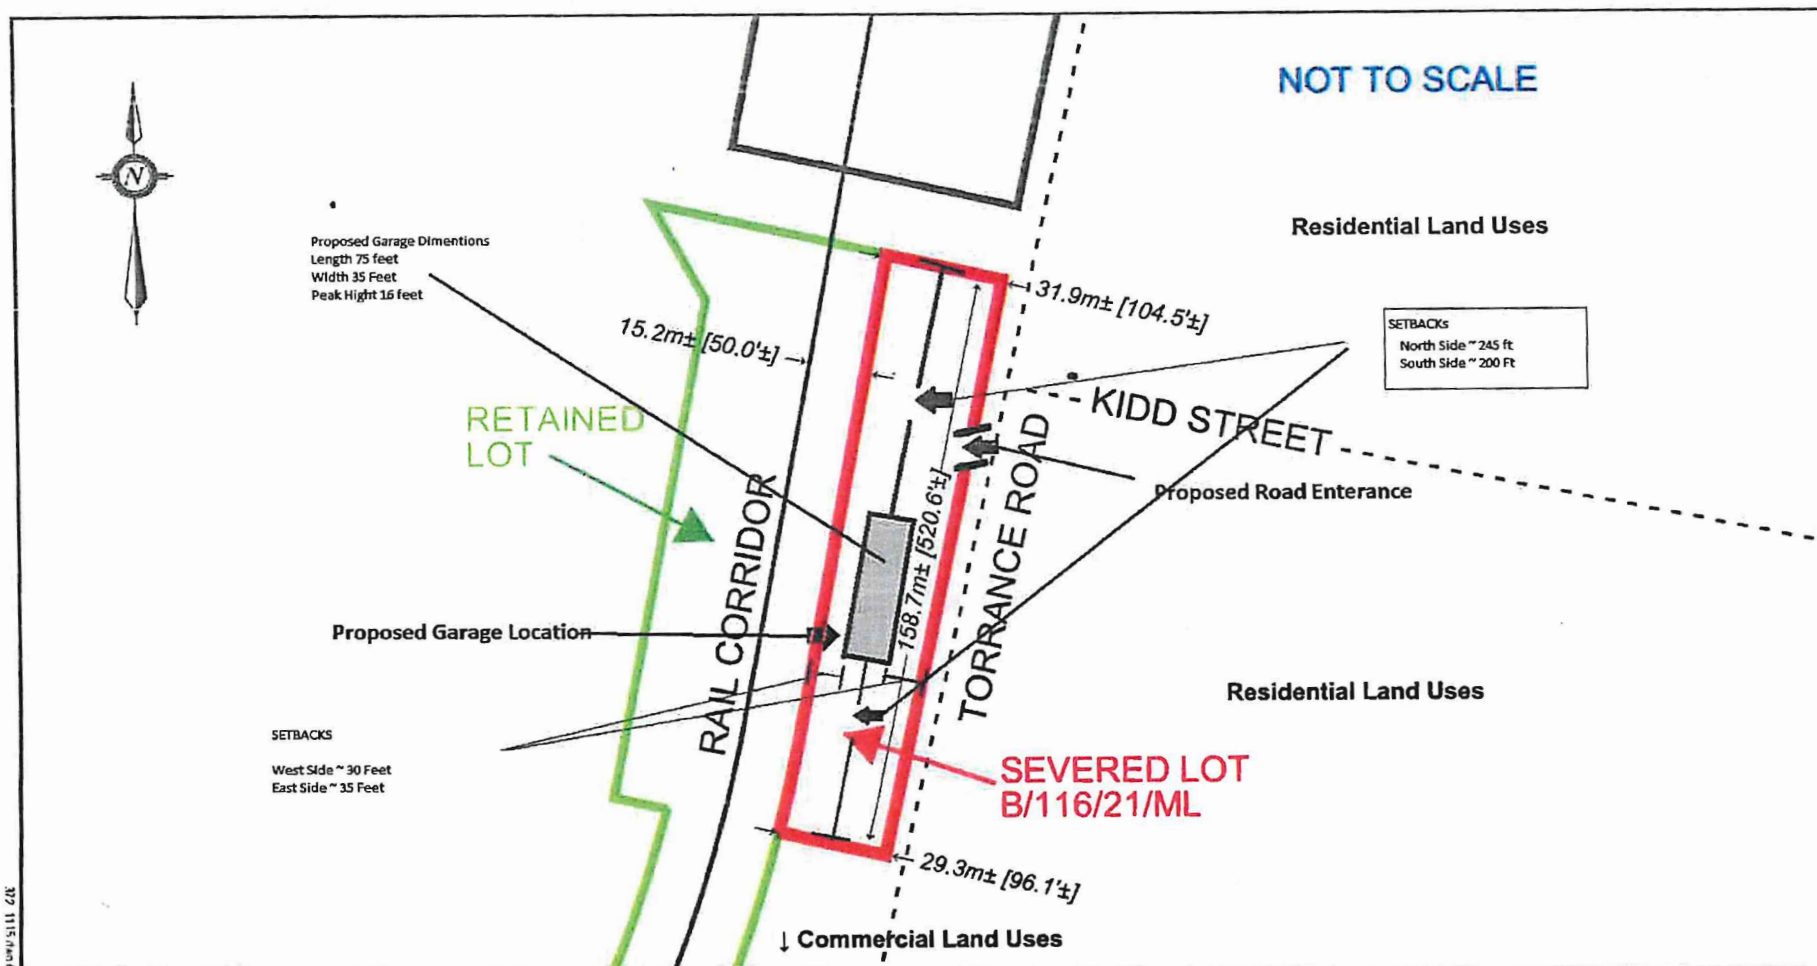 NOT TO SCALE
N
Residential Land Uses
Proposed Garage Dimentions
Length 75 feet
Width 35 Feet
Peak Hight 16 feet
31.9m± [104.5'±]
15.2m± [50.0'±]
SETBACKs
North Side ~ 245 ft
South Side ~ 200 Ft
KIDD STREET
RETAINED
LOT
Proposed Road Enterance
TORRANCE ROAD
158.7m± [520.6'±]
RAIL CORRIDOR
Proposed Garage Location
Residential Land Uses
SETBACKS
West Side ~ 30 Feet
East Side ~ 35 Feet
SEVERED LOT
B/116/21/ML
29.3m± [96.1'±]
↓ Commercial Land Uses